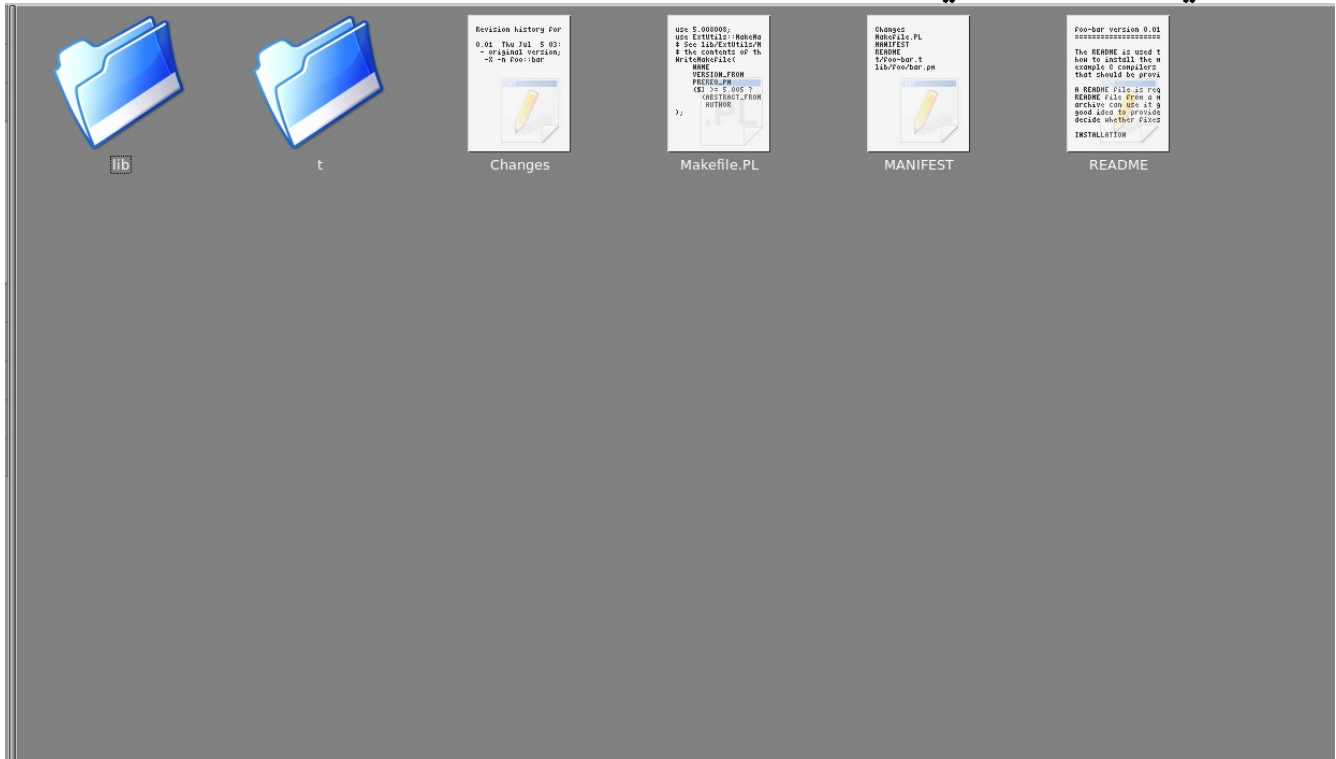 Revision history for
0.01 Thu Jul 5 03:
- original version;
-X -n foo::bar
use 5.008008;
use ExtUtils::MakeMa
# See lib/ExtUtils/M
# the contents of th
WriteMakefile(
NAME
VERSION_FROM
PREREQ_PM
($] >= 5.005 ?
(ABSTRACT_FROM
AUTHOR
);
.PL
Changes
Makefile.PL
MANIFEST
README
t/foo-bar.t
lib/foo/bar.pm
foo-bar version 0.01
====================
The README is used t
how to install the m
example C compilers
that should be provi
A README file is req
README file from a m
archive can use it g
good idea to provide
decide whether fixes
INSTALLATION
lib
t
Changes
Makefile.PL
MANIFEST
README